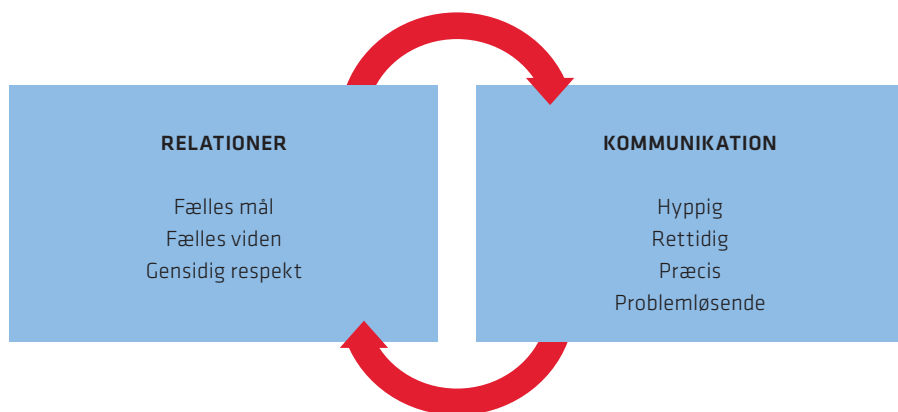 RELATIONER
Fælles mål
Fælles viden
Gensidig respekt
KOMMUNIKATION
Hyppig
Rettidig
Præcis
Problemløsende